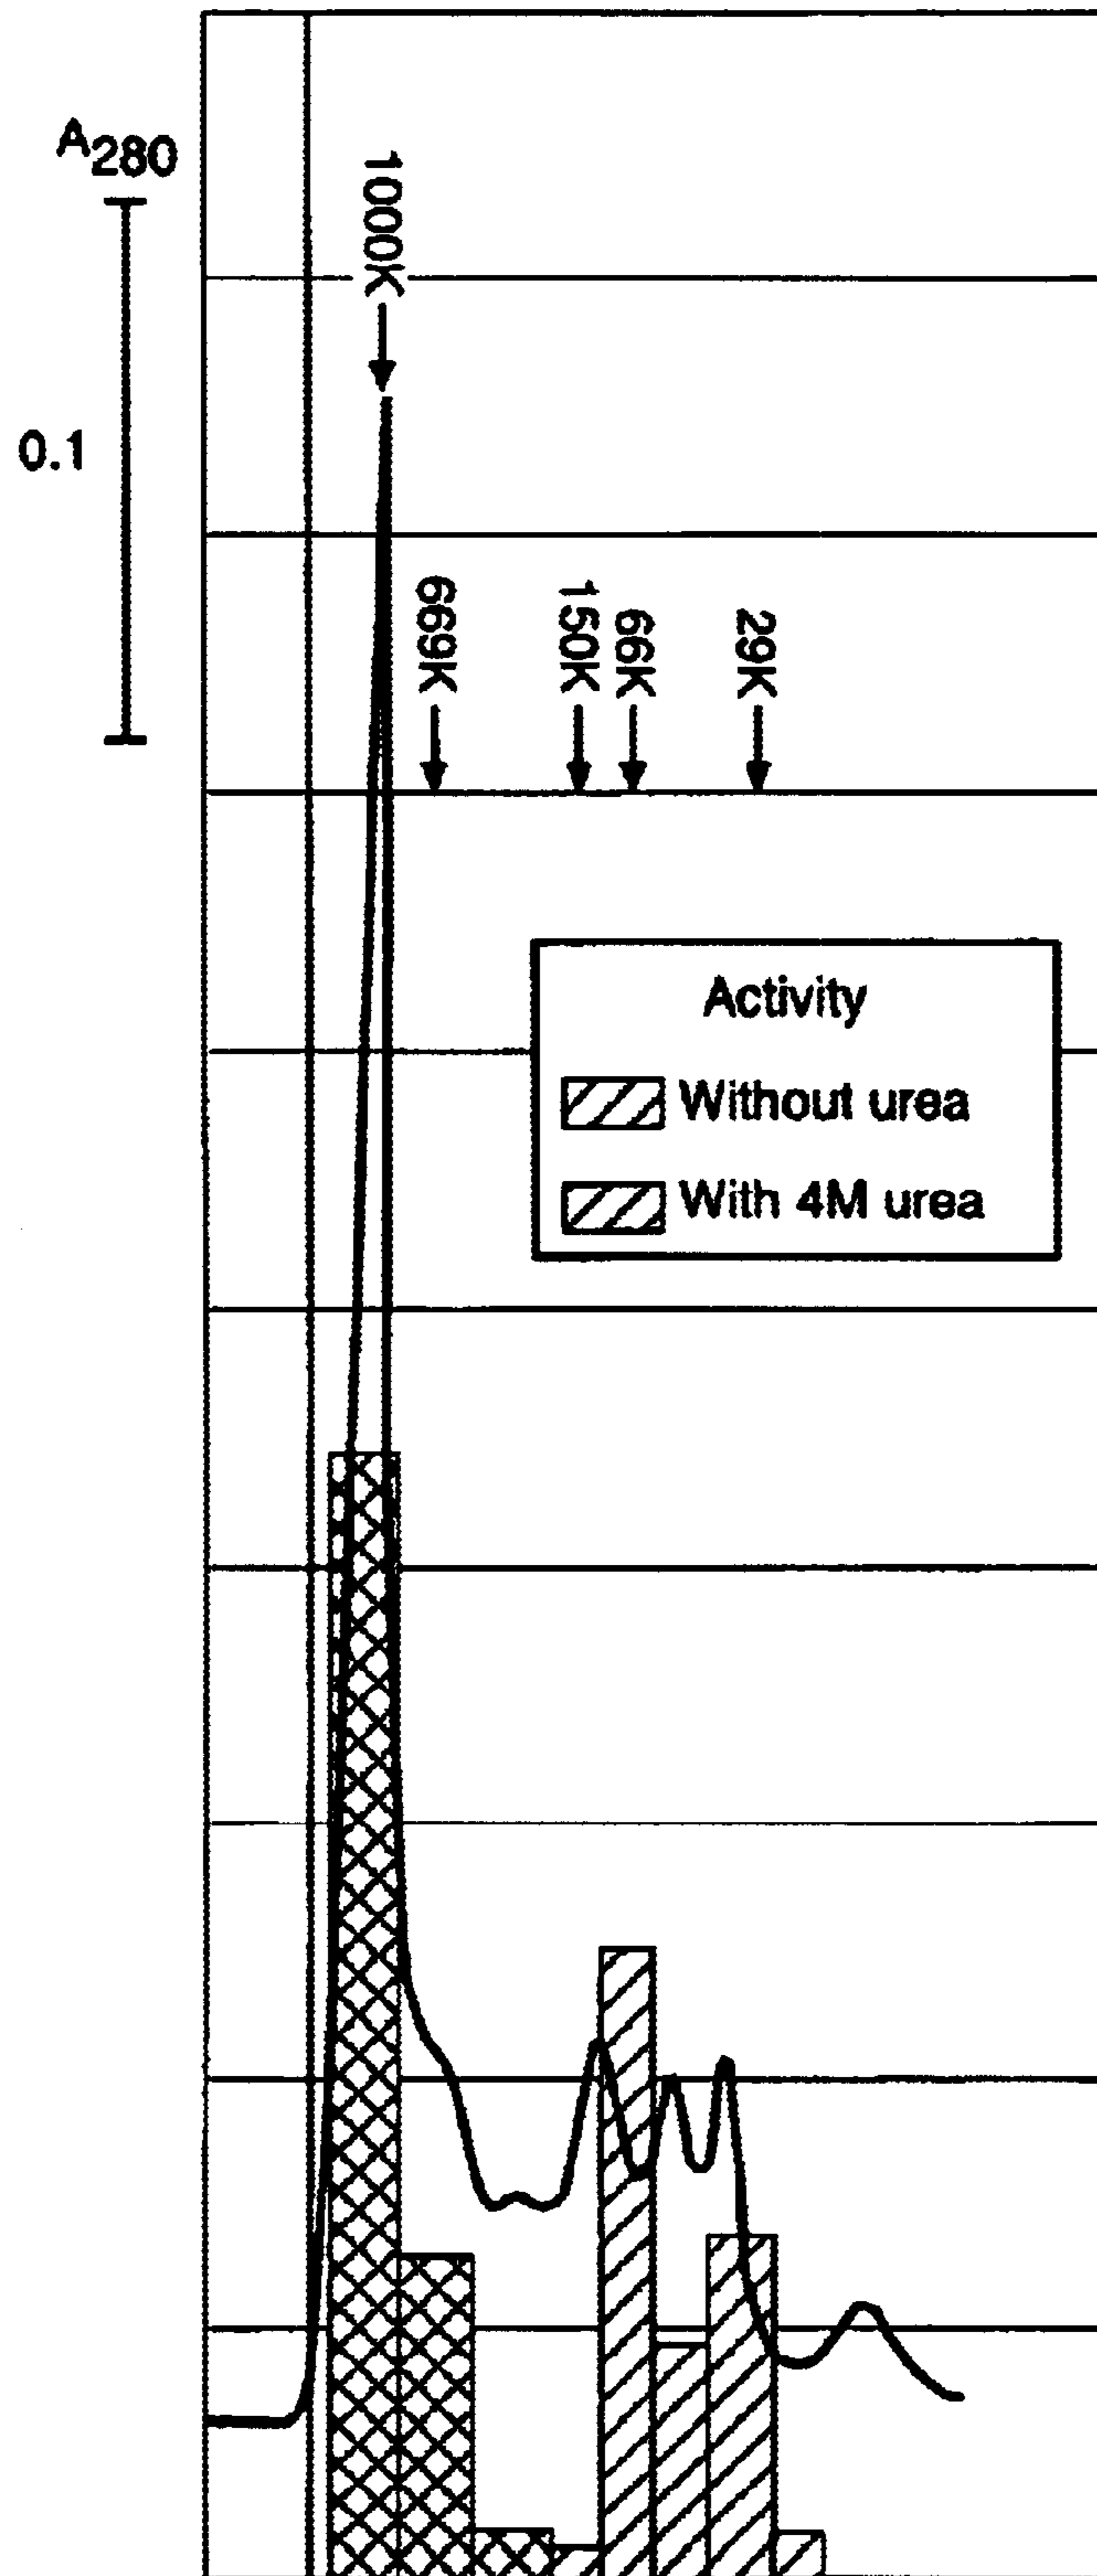 A280
1000K
0.1
669K
150K
66K
29K
Activity
Without urea
With 4M urea